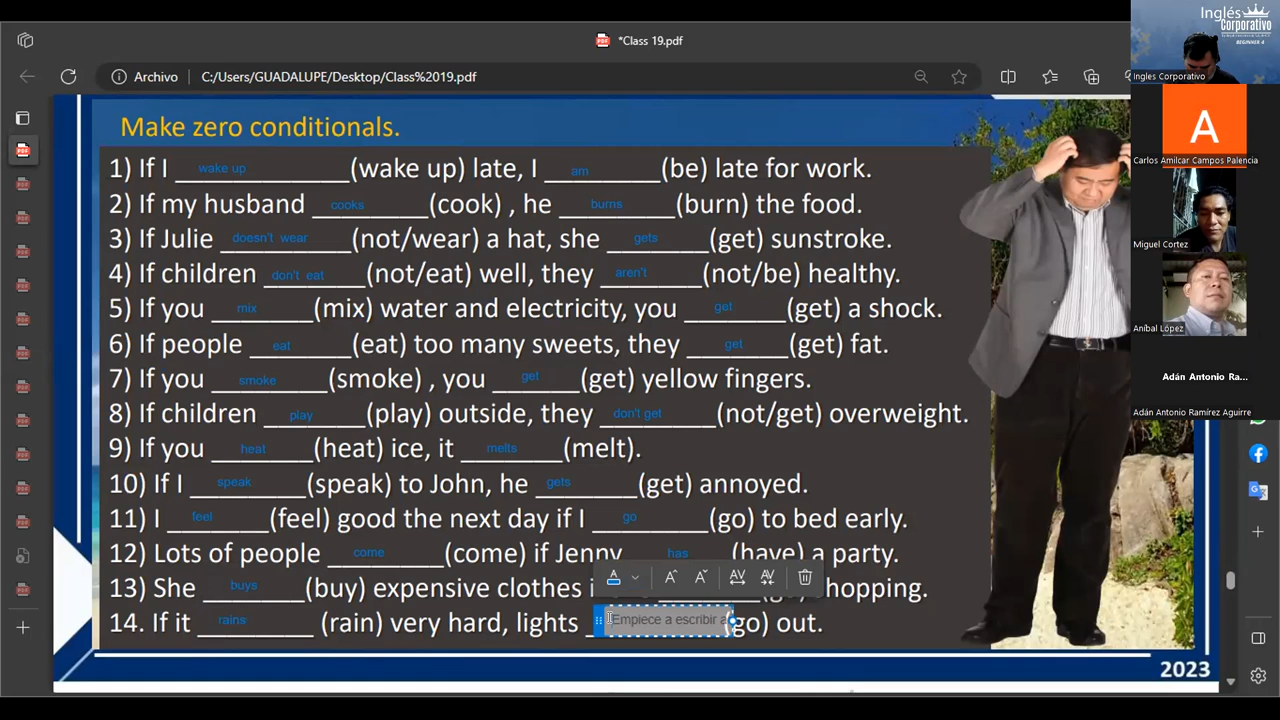 *Class 19.pdf
Archivo C:/Users/GUADALUPE/Desktop/Class%2019.pdf
Make zero conditionals.
1) If I wake up (wake up) late, I am (be) late for work.
2) If my husband cooks (cook) , he burns (burn) the food.
3) If Julie doesn't wear (not/wear) a hat, she gets (get) sunstroke.
4) If children don't eat (not/eat) well, they aren't (not/be) healthy.
5) If you mix (mix) water and electricity, you get (get) a shock.
6) If people eat (eat) too many sweets, they get (get) fat.
7) If you smoke (smoke) , you get (get) yellow fingers.
8) If children play (play) outside, they don't get (not/get) overweight.
9) If you heat (heat) ice, it melts (melt).
10) If I speak (speak) to John, he gets (get) annoyed.
11) I feel (feel) good the next day if I go (go) to bed early.
12) Lots of people come (come) if Jenny has (have) a party.
13) She buys (buy) expensive clothes shopping.
14. If it rains (rain) very hard, lights Empiece a escribir (go) out.
2023
Inglés
Corporativo
BEGINNER 4
Ingles Corporativo
A
Carlos Amilcar Campos Palencia
Miguel Cortez
Aníbal López
Adán Antonio Ra...
Adán Antonio Ramírez Aguirre